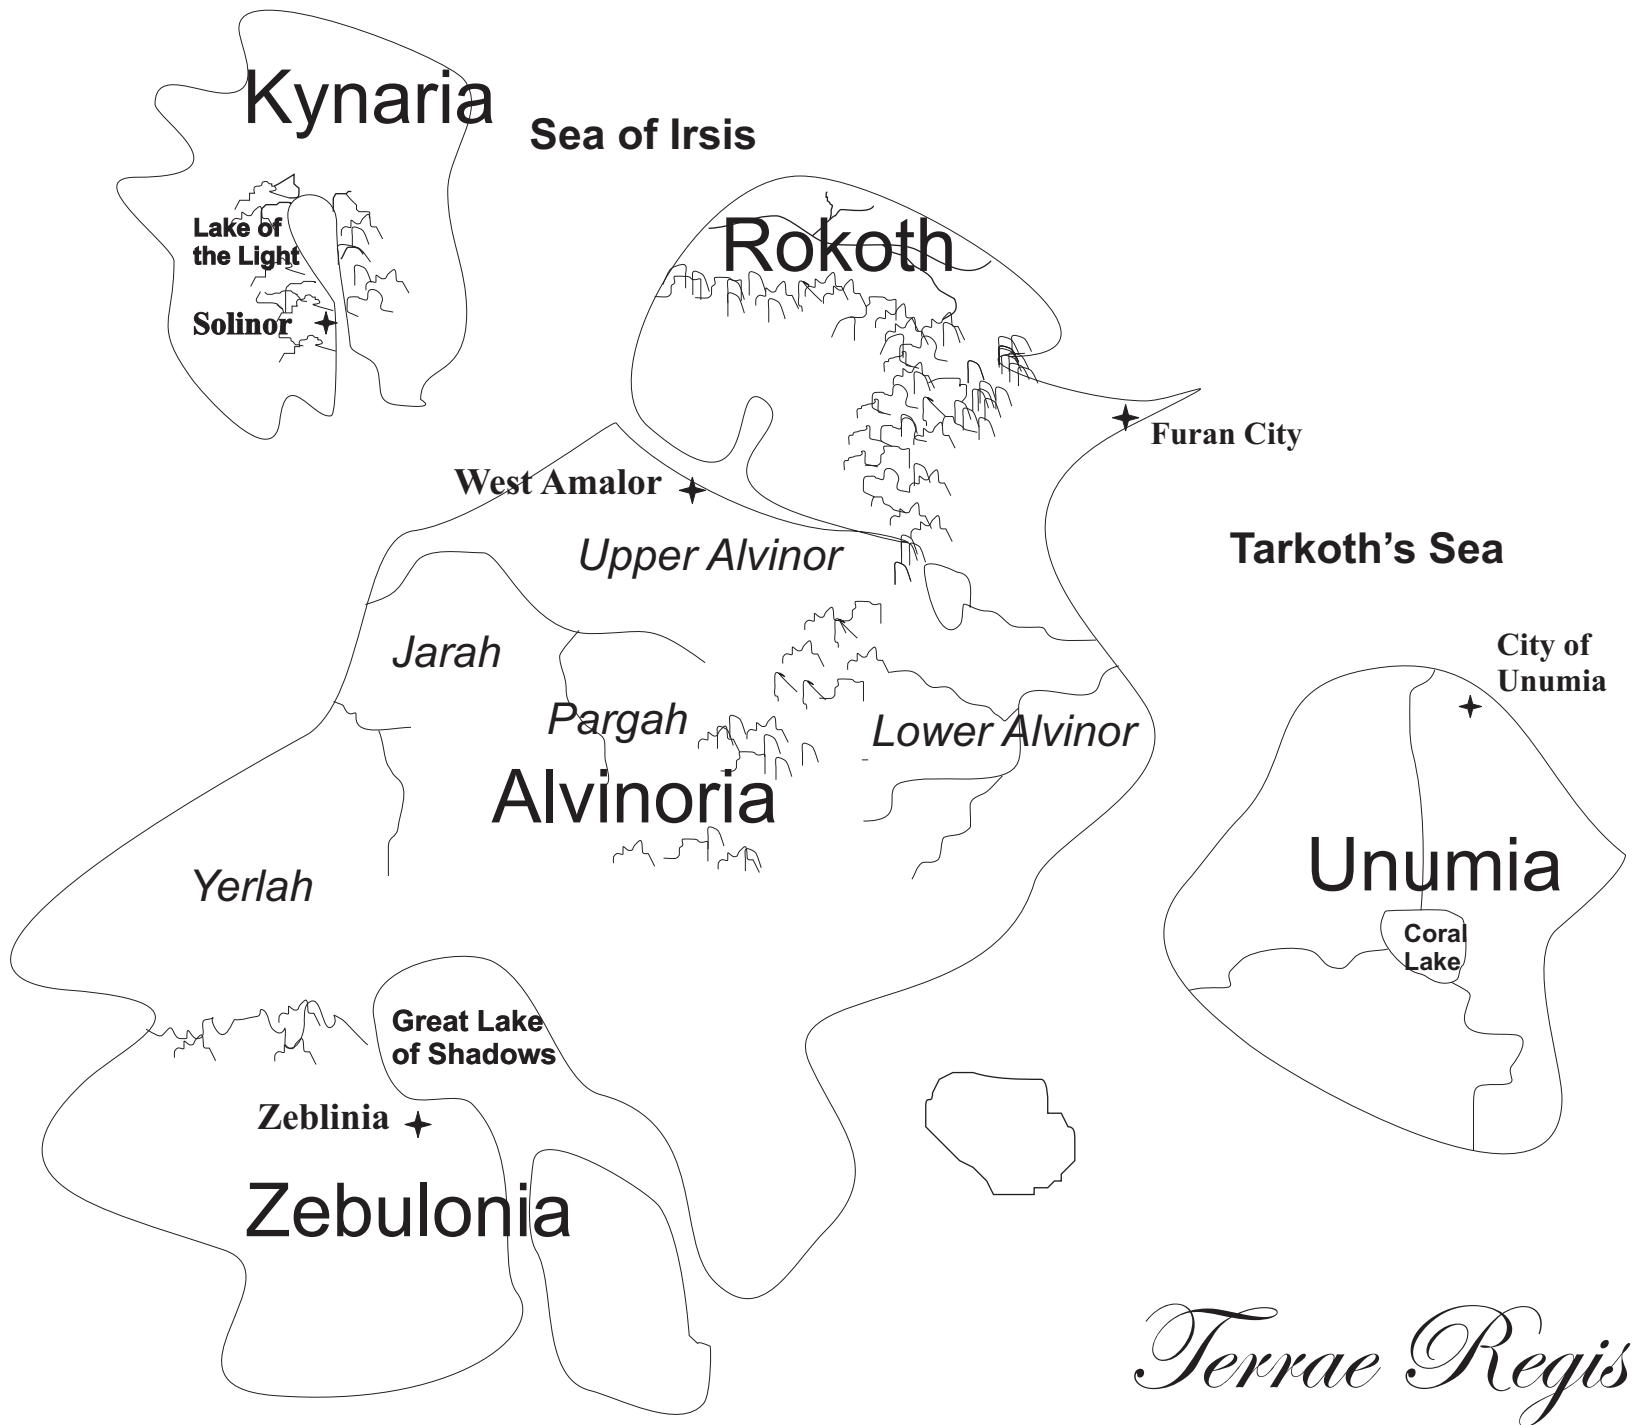 Kynaria
Sea of Irsis
Lake of
the Light
Rokoth
Solinor
Furan City
West Amalor
Upper Alvinor
Tarkoth’s Sea
Jarah
City of
Unumia
Pargah
Lower Alvinor
Alvinoria
Unumia
Yerlah
Coral
Lake
Great Lake
of Shadows
Zeblinia
Zebulonia
Terrae Regis